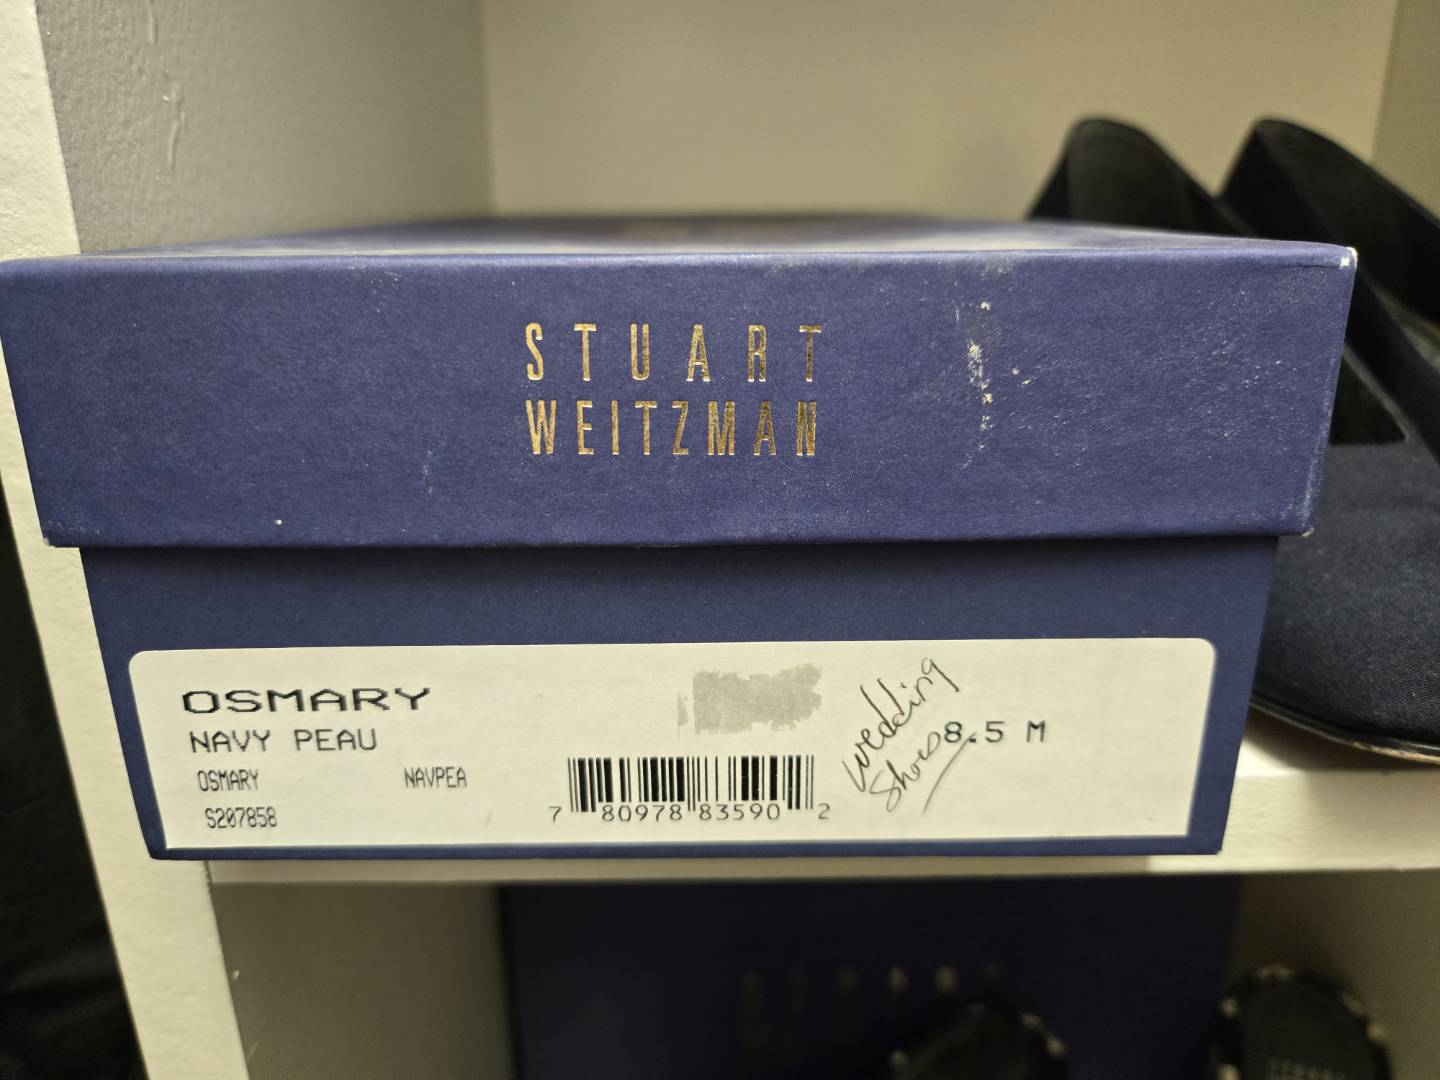 STUART
WEITZMAN
OSMARY
NAVY PEAU
OSMARY NAVPEA
S207858
7 80978 83590 2
wedding
shoes
8.5 M